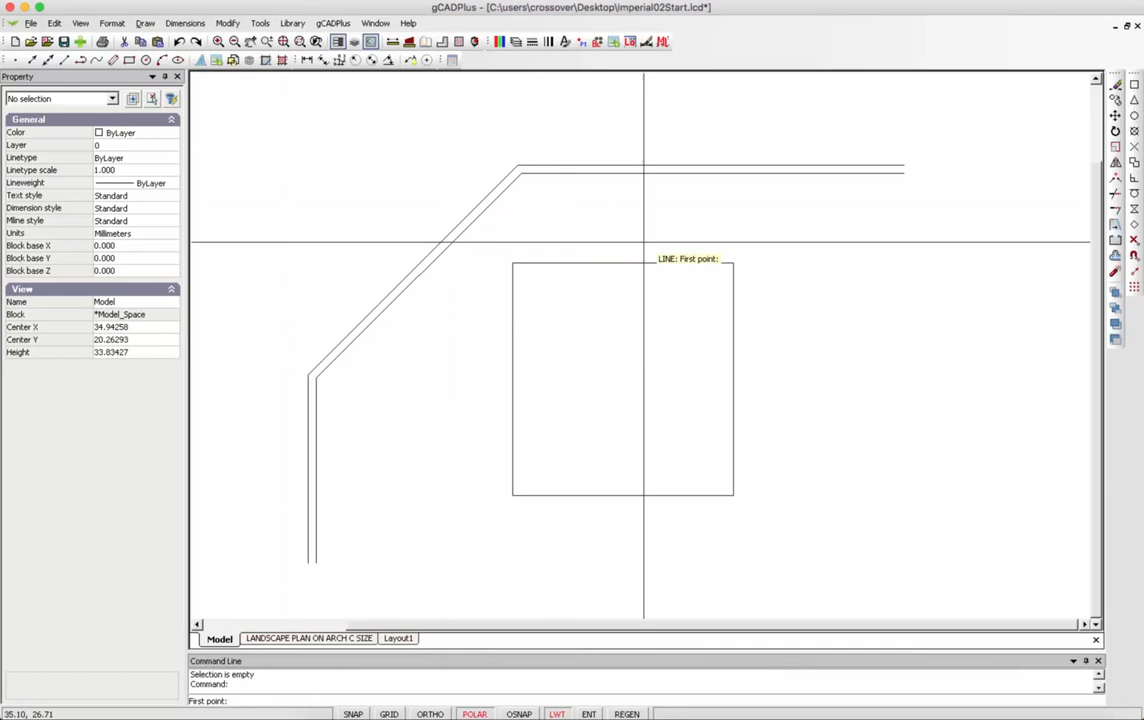 gCADPlus - [C:\users\crossover\Desktop\Imperial02Start.lcd*]
File Edit View Format Draw Dimensions Modify Tools Library gCADPlus Window Help
Property
No selection
General
Color ByLayer
Layer 0
Linetype ByLayer
Linetype scale 1.000
Lineweight ByLayer
Text style Standard
Dimension style Standard
Mline style Standard
Units Millimeters
Block base X 0.000
Block base Y 0.000
Block base Z 0.000
View
Name Model
Block *Model_Space
Center X 34.94258
Center Y 20.26293
Height 33.83427
LINE: First point:
Model LANDSCAPE PLAN ON ARCH C SIZE Layout1
Command Line
Selection is empty
Command:
First point:
35.10, 26.71 SNAP GRID ORTHO POLAR OSNAP LWT ENT REGEN